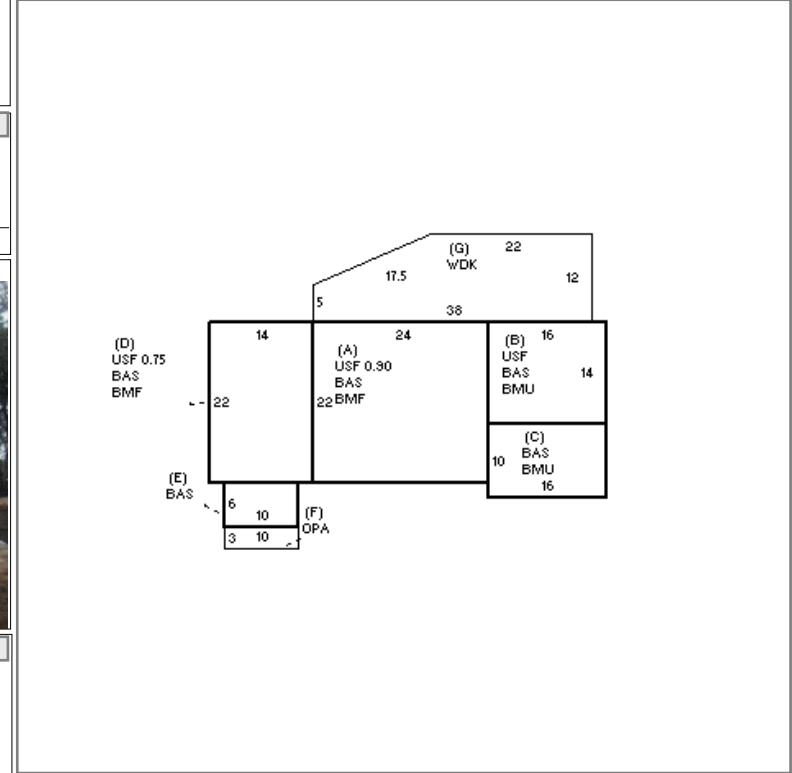 (G)
WDK
22
17.5
12
5
38
(D)
USF 0.75
BAS
BMF
14
22
(A)
USF 0.90
BAS
BMF
24
22
(B)
USF
BAS
BMU
16
14
(C)
BAS
BMU
10
16
(E)
BAS
6
10
(F)
OPA
3
10